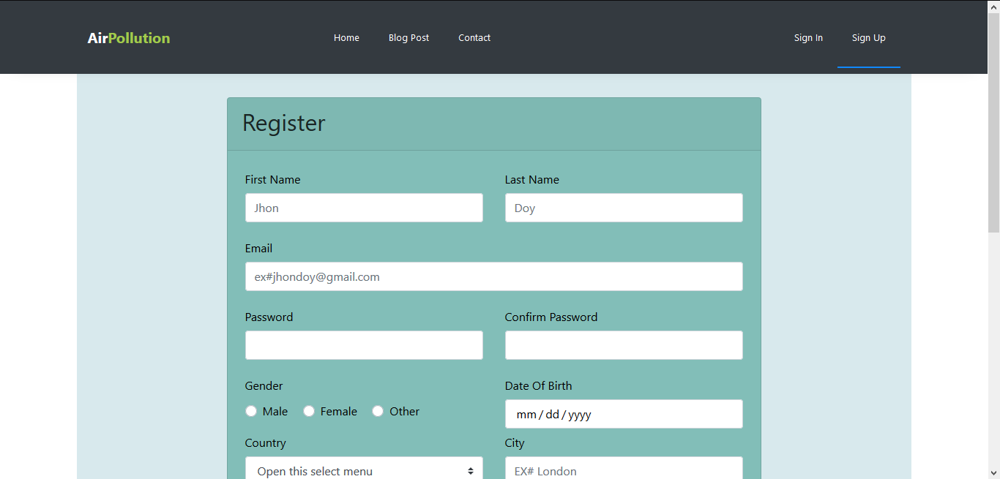 AirPollution Home Blog Post Contact Sign In Sign Up
Register
First Name Last Name
Jhon Doy
Email
ex#jhondoy@gmail.com
Password Confirm Password
Gender Date Of Birth
Male Female Other mm/dd/yyyy
Country City
Open this select menu EX# London